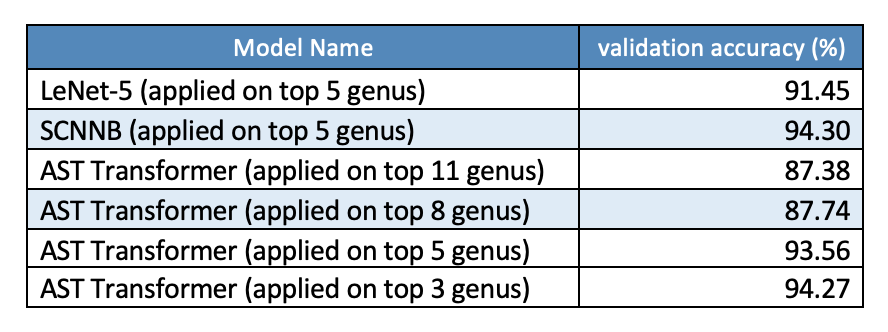 Model Name validation accuracy (%)
LeNet-5 (applied on top 5 genus) 91.45
SCNNB (applied on top 5 genus) 94.30
AST Transformer (applied on top 11 genus) 87.38
AST Transformer (applied on top 8 genus) 87.74
AST Transformer (applied on top 5 genus) 93.56
AST Transformer (applied on top 3 genus) 94.27